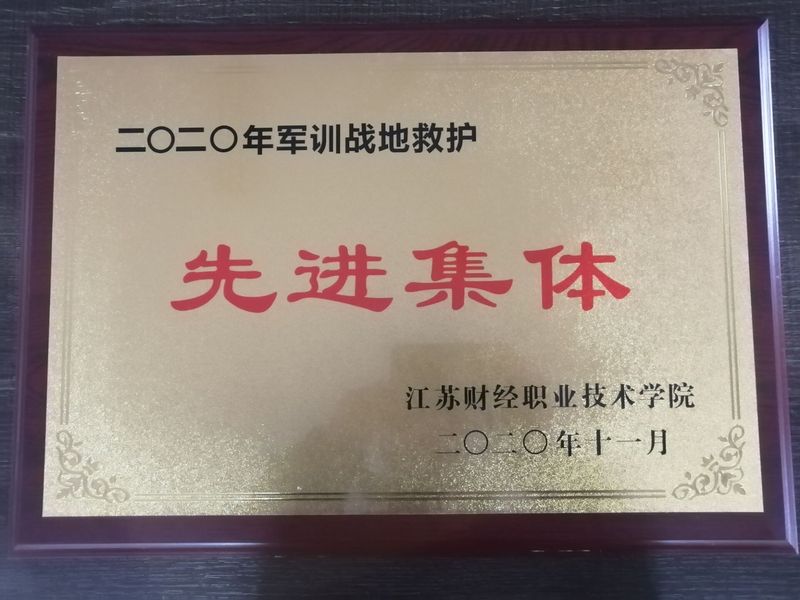 二〇二〇年军训战地救护
先进集体
江苏财经职业技术学院
二〇二〇年十一月